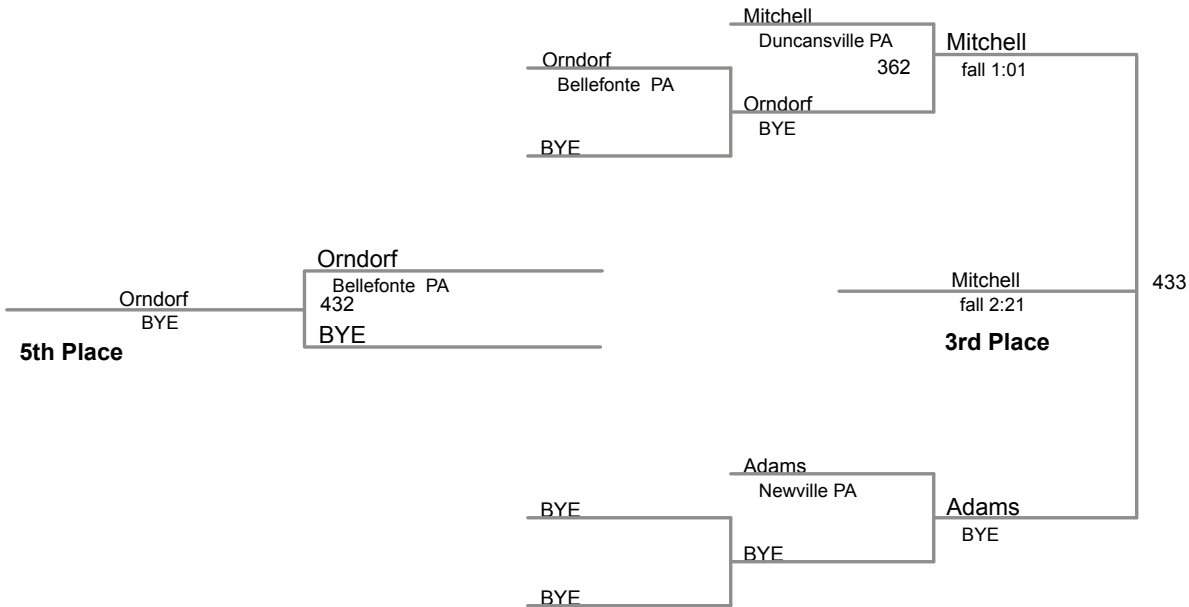 Mitchell
Duncansville PA
Mitchell
Orndorf
362
fall 1:01
Bellefonte  PA
Orndorf
BYE
BYE
Orndorf
Bellefonte  PA
Mitchell
433
Orndorf
432
fall 2:21
BYE
BYE
5th Place
3rd Place
Adams
Newville PA
BYE
Adams
BYE
BYE
BYE